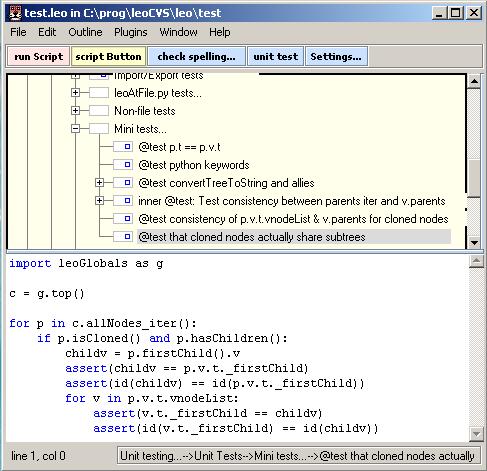 test.leo in C:\prog\leoCVS\leo\test
File Edit Outline Plugins Window Help
run Script script Button check spelling... unit test Settings...
Import/Export tests
leoAtFile.py tests...
Non-file tests
Mini tests...
@test p.t == p.v.t
@test python keywords
@test convertTreeToString and allies
inner @test: Test consistency between parents iter and v.parents
@test consistency of p.v.t.vnodeList & v.parents for cloned nodes
@test that cloned nodes actually share subtrees
import leoGlobals as g
c = g.top()
for p in c.allNodes_iter():
    if p.isCloned() and p.hasChildren():
        childv = p.firstChild().v
        assert(childv == p.v.t._firstChild)
        assert(id(childv) == id(p.v.t._firstChild))
        for v in p.v.t.vnodeList:
            assert(v.t._firstChild == childv)
            assert(id(v.t._firstChild) == id(childv))
line 1, col 0 Unit testing...-->Unit Tests-->Mini tests...-->@test that cloned nodes actually